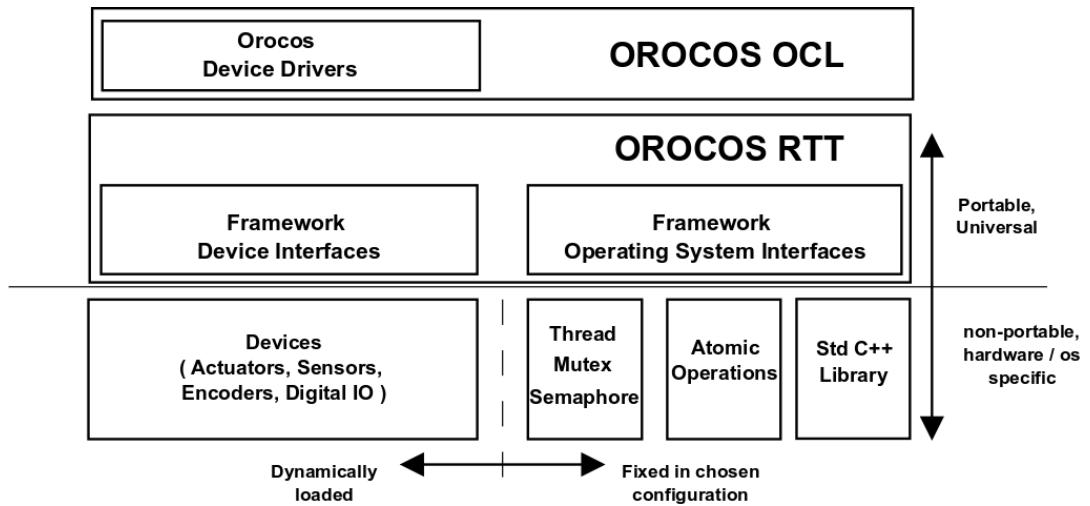 Orocos
Device Drivers
OROCOS OCL
OROCOS RTT
Framework
Device Interfaces
Framework
Operating System Interfaces
Portable,
Universal
Devices
( Actuators, Sensors,
Encoders, Digital IO )
Thread
Mutex
Semaphore
Atomic
Operations
Std C++
Library
non-portable,
hardware / os
specific
Dynamically
loaded
Fixed in chosen
configuration